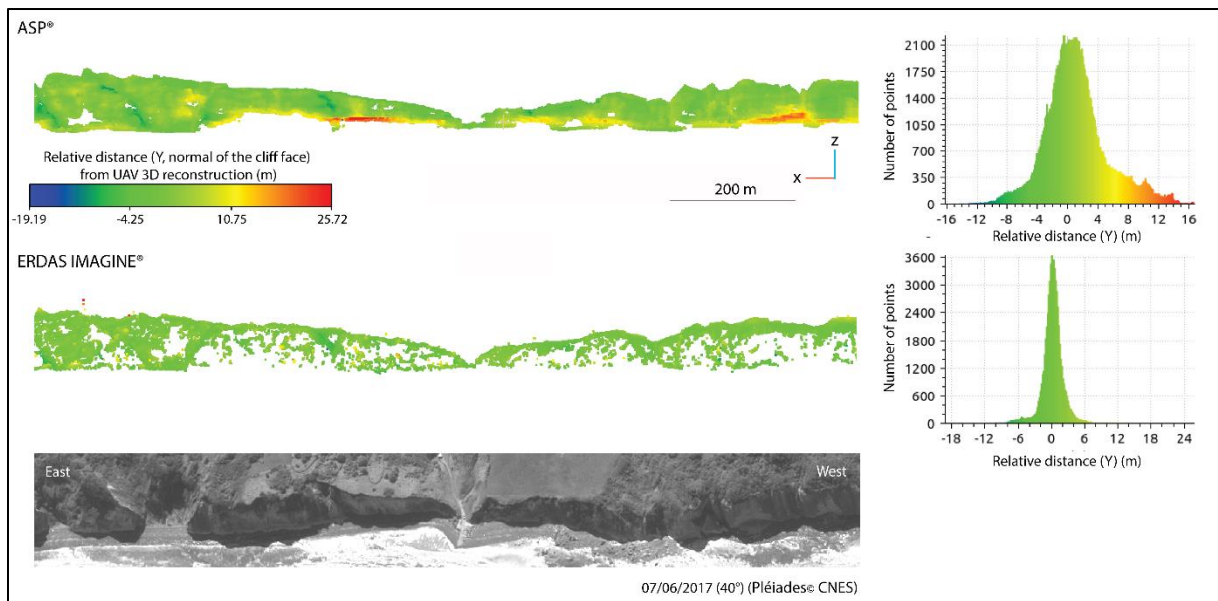 ASP®
Relative distance (Y, normal of the cliff face)
from UAV 3D reconstruction (m)
-19.19 -4.25 10.75 25.72
z
x
200 m
Number of points
2100
1750
1400
1050
700
350
0
-16 -12 -8 -4 0 4 8 12 16
Relative distance (Y) (m)
ERDAS IMAGINE®
Number of points
3600
3000
2400
1800
1200
600
0
-18 -12 -6 0 6 12 18 24
Relative distance (Y) (m)
East West
07/06/2017 (40°) (Pléiades© CNES)